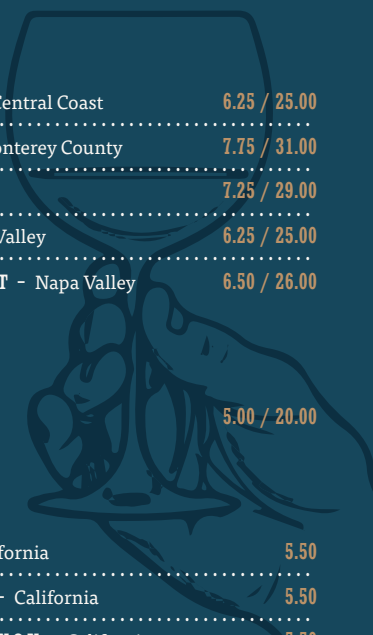 entral Coast 6.25 / 25.00
onterey County 7.75 / 31.00
7.25 / 29.00
Valley 6.25 / 25.00
T - Napa Valley 6.50 / 26.00
5.00 / 20.00
fornia 5.50
- California 5.50